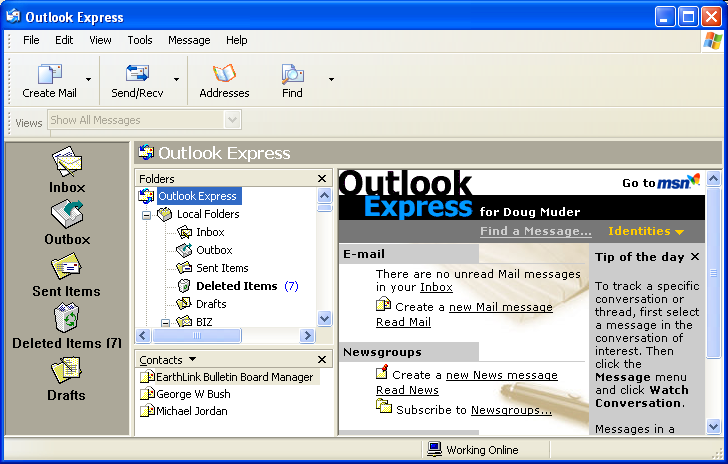 Outlook Express
File Edit View Tools Message Help
Create Mail Send/Recv Addresses Find
Views Show All Messages
Inbox
Outbox
Sent Items
Deleted Items (7)
Drafts
Outlook Express
Folders
Outlook Express
Local Folders
Inbox
Outbox
Sent Items
Deleted Items (7)
Drafts
BIZ
Contacts
EarthLink Bulletin Board Manager
George W Bush
Michael Jordan
Outlook
Express for Doug Muder
Go to msn
Find a Message... Identities
E-mail
There are no unread Mail messages
in your Inbox
Create a new Mail message
Read Mail
Newsgroups
Create a new News message
Read News
Subscribe to Newsgroups...
Tip of the day
To track a specific
conversation or
thread, first select
a message in the
conversation of
interest. Then
click the
Message menu
and click Watch
Conversation.
Messages in a
Working Online